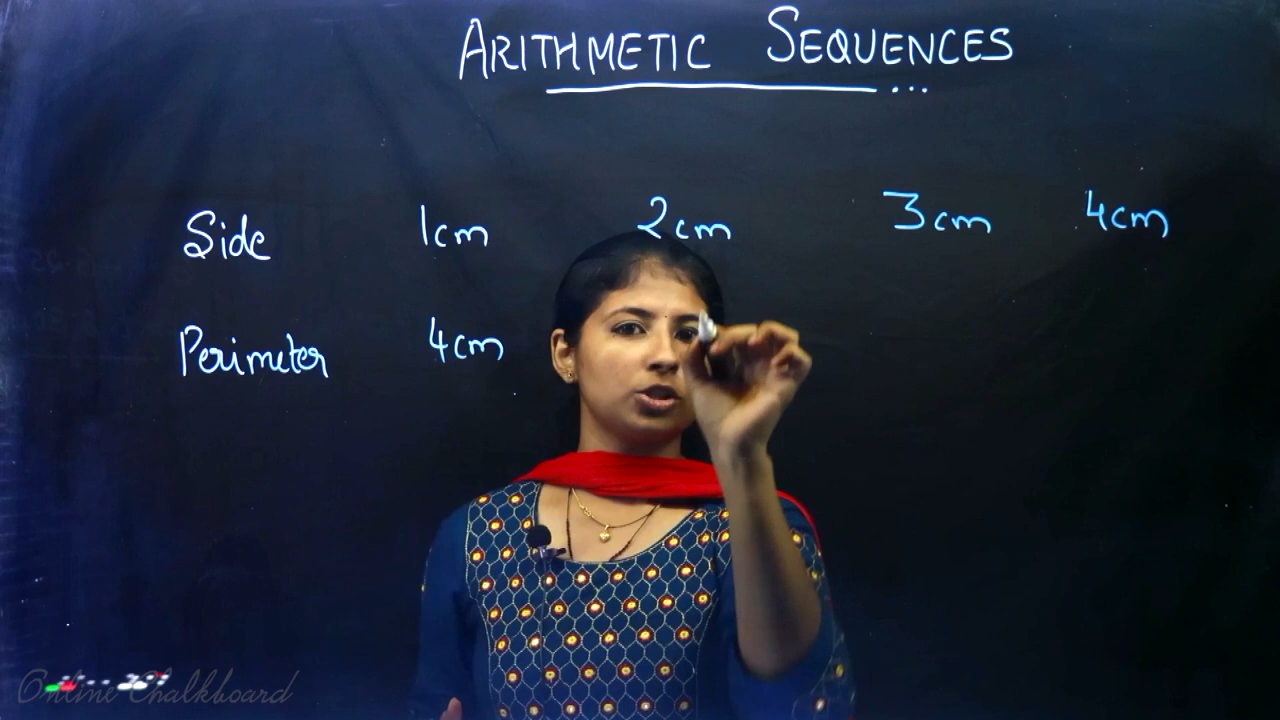 ARITHMETIC SEQUENCES ...
Side 1cm 2cm 3cm 4cm
Perimeter 4cm
Online Chalkboard